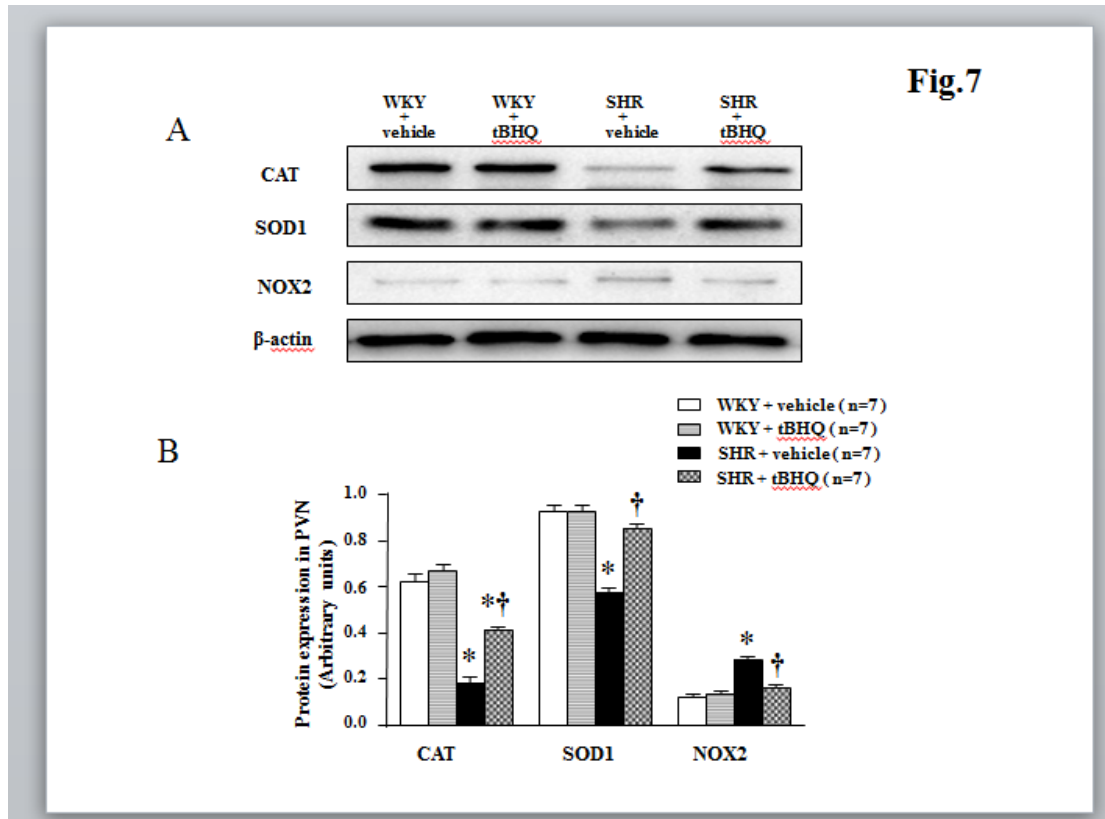 Fig.7
A
WKY + vehicle
WKY + tBHQ
SHR + vehicle
SHR + tBHQ
CAT
SOD1
NOX2
β-actin
WKY + vehicle ( n=7)
WKY + tBHQ ( n=7)
SHR + vehicle ( n=7)
SHR + tBHQ (n=7)
B
Protein expression in PVN
(Arbitrary units)
1.0
0.8
0.6
0.4
0.2
0.0
*
*†
*
†
*
†
CAT
SOD1
NOX2